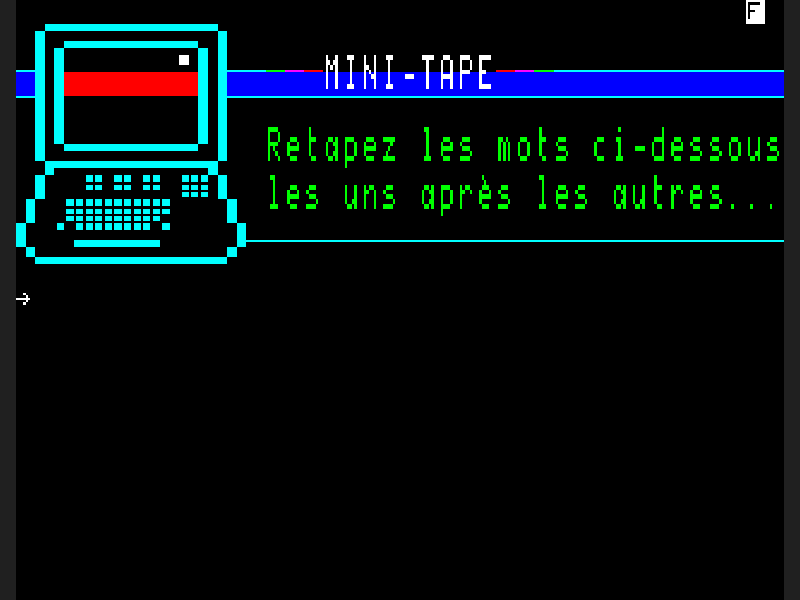 F
MINI-TAPE
Retapez les mots ci-dessous
les uns après les autres...
→